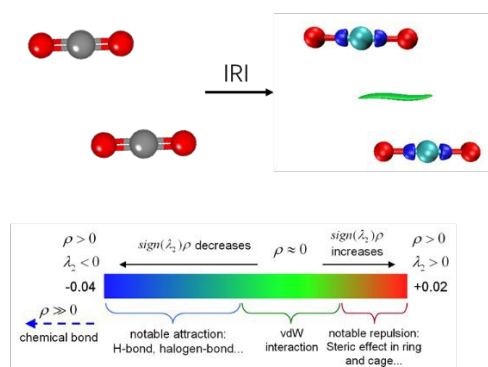 IRI
ρ > 0
λ₂ < 0
-0.04
sign(λ₂)ρ decreases
ρ ≈ 0
sign(λ₂)ρ
increases
ρ > 0
λ₂ > 0
+0.02
ρ ≫ 0
chemical bond
notable attraction:
H-bond, halogen-bond...
vdW
interaction
notable repulsion:
Steric effect in ring
and cage...